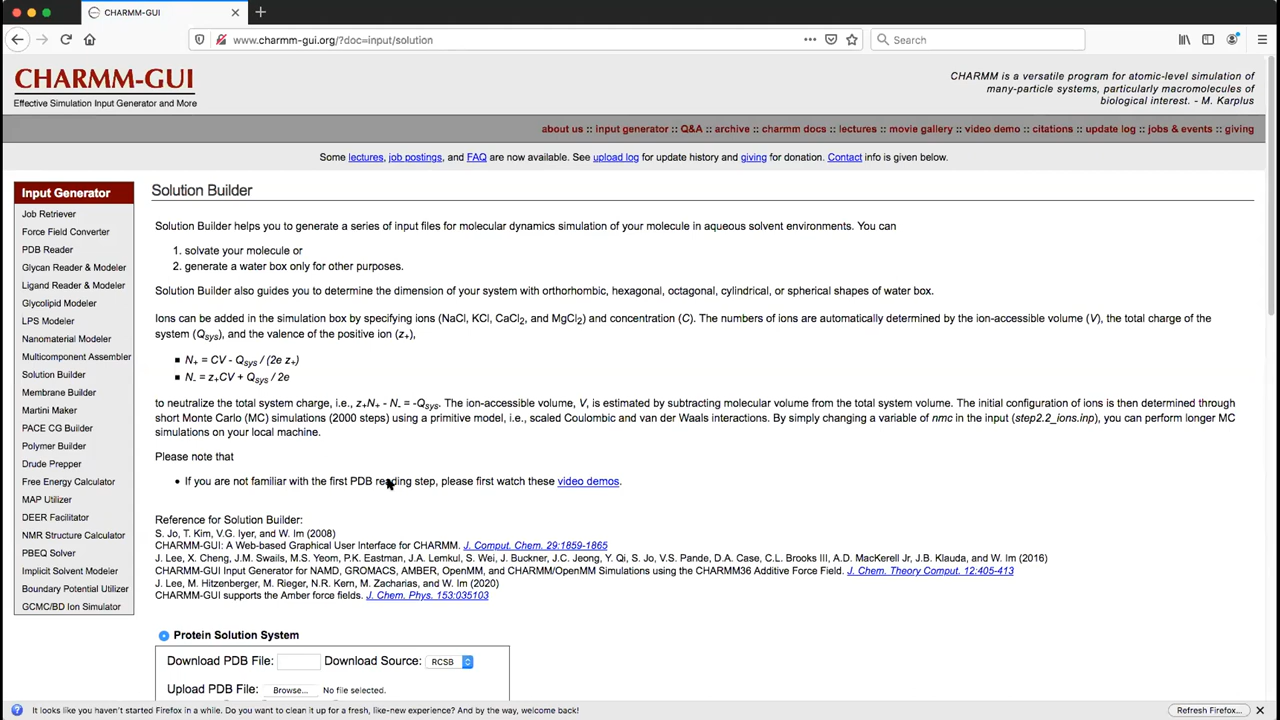 CHARMM-GUI
www.charmm-gui.org/?doc=input/solution
Search
CHARMM-GUI
Effective Simulation Input Generator and More
CHARMM is a versatile program for atomic-level simulation of
many-particle systems, particularly macromolecules of
biological interest. - M. Karplus
about us :: input generator :: Q&A :: archive :: charmm docs :: lectures :: movie gallery :: video demo :: citations :: update log :: jobs & events :: giving
Some lectures, job postings, and FAQ are now available. See upload log for update history and giving for donation. Contact info is given below.
Input Generator
Job Retriever
Force Field Converter
PDB Reader
Glycan Reader & Modeler
Ligand Reader & Modeler
Glycolipid Modeler
LPS Modeler
Nanomaterial Modeler
Multicomponent Assembler
Solution Builder
Membrane Builder
Martini Maker
PACE CG Builder
Polymer Builder
Drude Prepper
Free Energy Calculator
MAP Utilizer
DEER Facilitator
NMR Structure Calculator
PBEQ Solver
Implicit Solvent Modeler
Boundary Potential Utilizer
GCMC/BD Ion Simulator
Solution Builder
Solution Builder helps you to generate a series of input files for molecular dynamics simulation of your molecule in aqueous solvent environments. You can
1. solvate your molecule or
2. generate a water box only for other purposes.
Solution Builder also guides you to determine the dimension of your system with orthorhombic, hexagonal, octagonal, cylindrical, or spherical shapes of water box.
Ions can be added in the simulation box by specifying ions (NaCl, KCl, CaCl2, and MgCl2) and concentration (C). The numbers of ions are automatically determined by the ion-accessible volume (V), the total charge of the
system (Qsys), and the valence of the positive ion (z+),
▪ N+ = CV - Qsys / (2e z+)
▪ N- = z+CV + Qsys / 2e
to neutralize the total system charge, i.e., z+N+ - N- = -Qsys. The ion-accessible volume, V, is estimated by subtracting molecular volume from the total system volume. The initial configuration of ions is then determined through
short Monte Carlo (MC) simulations (2000 steps) using a primitive model, i.e., scaled Coulombic and van der Waals interactions. By simply changing a variable of nmc in the input (step2.2_ions.inp), you can perform longer MC
simulations on your local machine.
Please note that
• If you are not familiar with the first PDB reading step, please first watch these video demos.
Reference for Solution Builder:
S. Jo, T. Kim, V.G. Iyer, and W. Im (2008)
CHARMM-GUI: A Web-based Graphical User Interface for CHARMM. J. Comput. Chem. 29:1859-1865
J. Lee, X. Cheng, J.M. Swails, M.S. Yeom, P.K. Eastman, J.A. Lemkul, S. Wei, J. Buckner, J.C. Jeong, Y. Qi, S. Jo, V.S. Pande, D.A. Case, C.L. Brooks III, A.D. MacKerell Jr, J.B. Klauda, and W. Im (2016)
CHARMM-GUI Input Generator for NAMD, GROMACS, AMBER, OpenMM, and CHARMM/OpenMM Simulations using the CHARMM36 Additive Force Field. J. Chem. Theory Comput. 12:405-413
J. Lee, M. Hitzenberger, M. Rieger, N.R. Kern, M. Zacharias, and W. Im (2020)
CHARMM-GUI supports the Amber force fields. J. Chem. Phys. 153:035103
Protein Solution System
Download PDB File: Download Source: RCSB
Upload PDB File: Browse... No file selected.
It looks like you haven't started Firefox in a while. Do you want to clean it up for a fresh, like-new experience? And by the way, welcome back! Refresh Firefox...